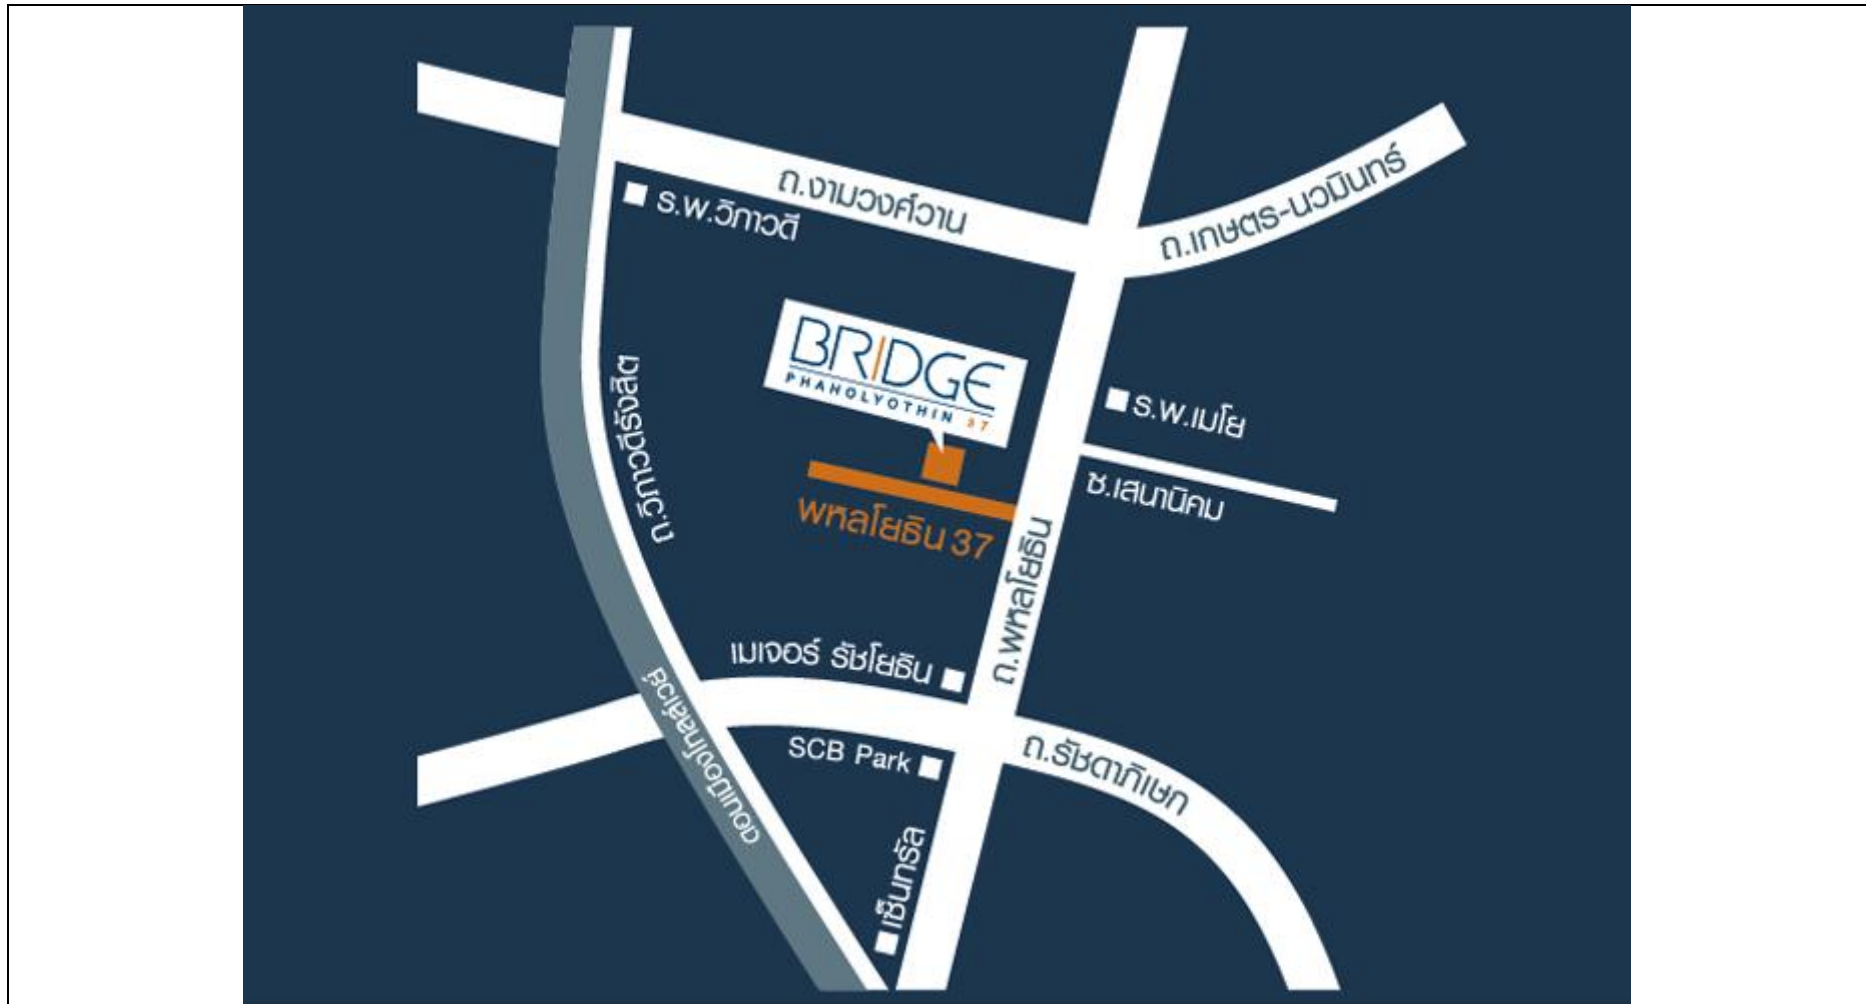 ถ.งามวงศ์วาน
ร.พ.วิภาวดี
ถ.เกษตร-นวมินทร์
BRIDGE
PHAHOLYOTHIN 37
ร.พ.เมโย
ถ.วิภาวดีรังสิต
ซ.เสนานิคม
พหลโยธิน 37
ถ.พหลโยธิน
เมเจอร์ รัชโยธิน
ดอนเมืองโทลล์เวย์
SCB Park
ถ.รัชดาภิเษก
เซ็นทรัล